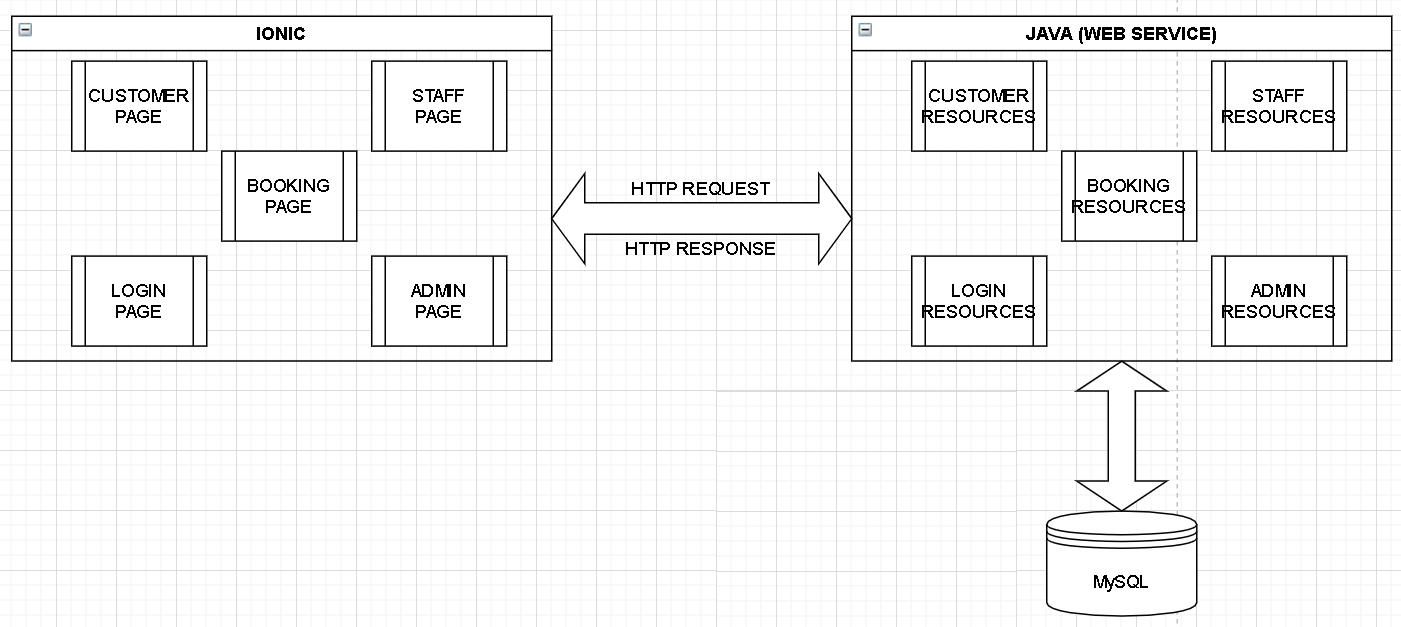 IONIC
CUSTOMER
PAGE
STAFF
PAGE
BOOKING
PAGE
LOGIN
PAGE
ADMIN
PAGE
HTTP REQUEST
HTTP RESPONSE
JAVA (WEB SERVICE)
CUSTOMER
RESOURCES
STAFF
RESOURCES
BOOKING
RESOURCES
LOGIN
RESOURCES
ADMIN
RESOURCES
MySQL